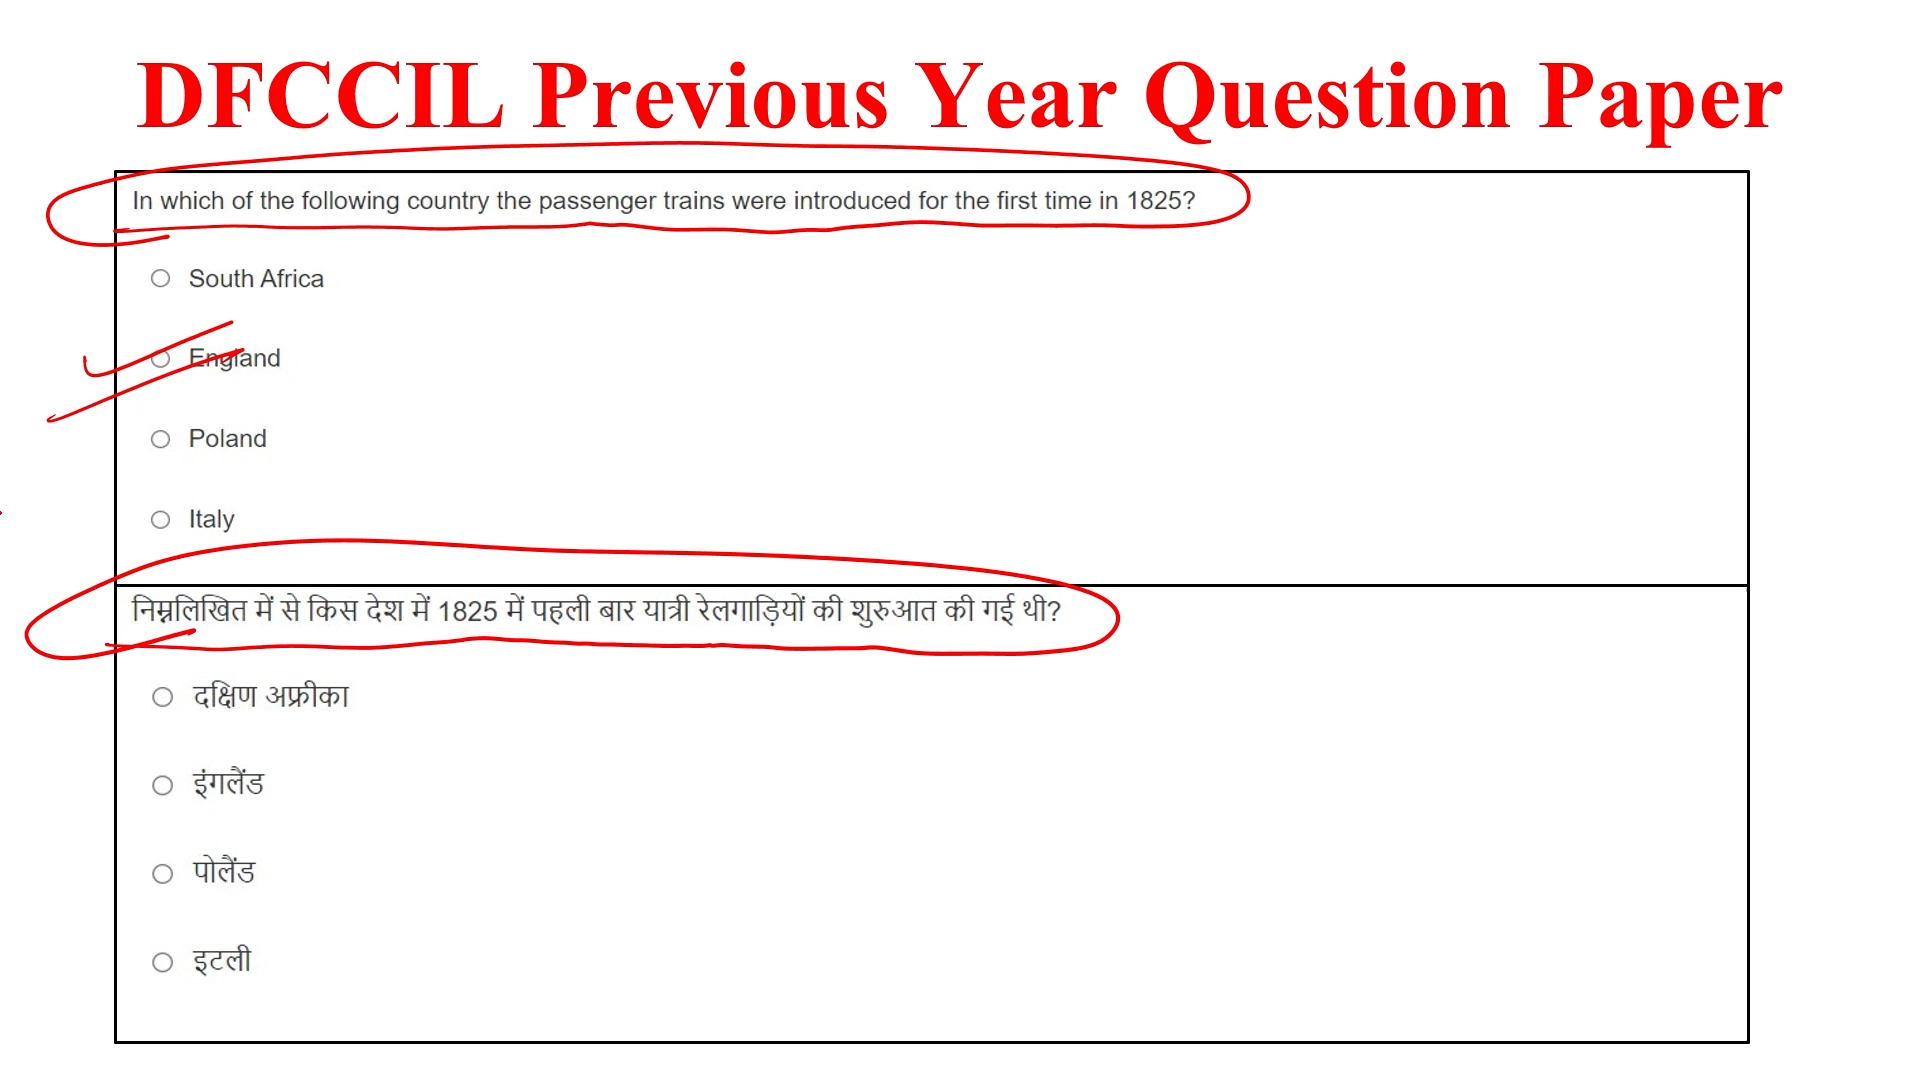 DFCCIL Previous Year Question Paper
In which of the following country the passenger trains were introduced for the first time in 1825?
South Africa
England
Poland
Italy
निम्नलिखित में से किस देश में 1825 में पहली बार यात्री रेलगाड़ियों की शुरुआत की गई थी?
दक्षिण अफ्रीका
इंगलैंड
पोलैंड
इटली